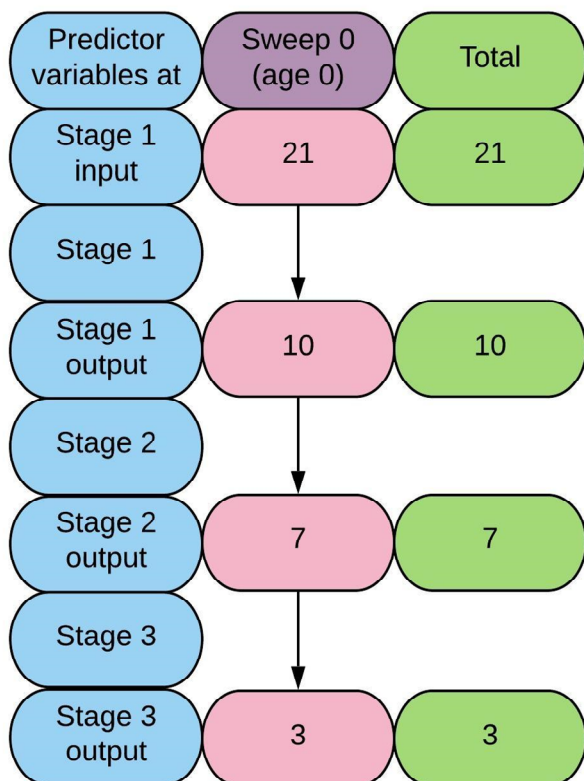 Predictor
variables at
Sweep 0
(age 0)
Total
Stage 1
input
21
21
Stage 1
Stage 1
output
10
10
Stage 2
Stage 2
output
7
7
Stage 3
Stage 3
output
3
3